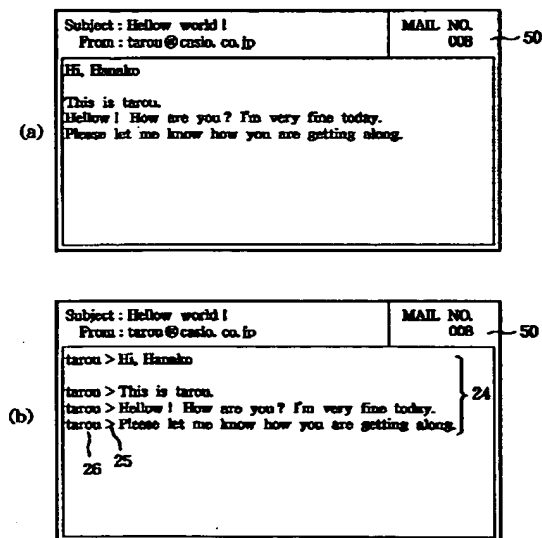 Subject : Hellow world !
MAIL NO.
From : tarou@casio.co.jp
008
50
Hi, Hanako
This is tarou.
Hellow ! How are you ? I'm very fine today.
Please let me know how you are getting along.
(a)
Subject : Hellow world !
MAIL NO.
From : tarou@casio.co.jp
008
50
tarou > Hi, Hanako
tarou > This is tarou.
tarou > Hellow ! How are you ? I'm very fine today.
tarou > Please let me know how you are getting along.
24
(b)
26
25